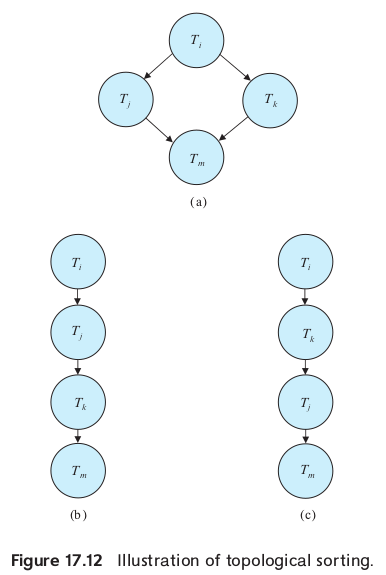 T_i
T_j T_k
T_m
(a)
T_i T_i
T_j T_k
T_k T_j
T_m T_m
(b) (c)
Figure 17.12 Illustration of topological sorting.